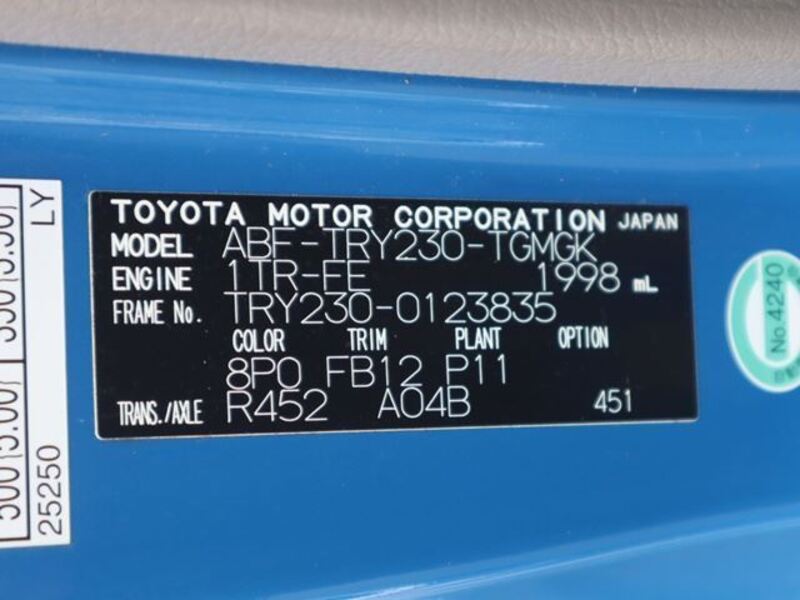 TOYOTA MOTOR CORPORATION JAPAN
MODEL ABF-TRY230-TGMGK
ENGINE 1TR-FE 1998 mL
FRAME No. TRY230-0123835
COLOR TRIM PLANT OPTION
8P0 FB12 P11
TRANS./AXLE R452 A04B 451
LY
25250
No.4240